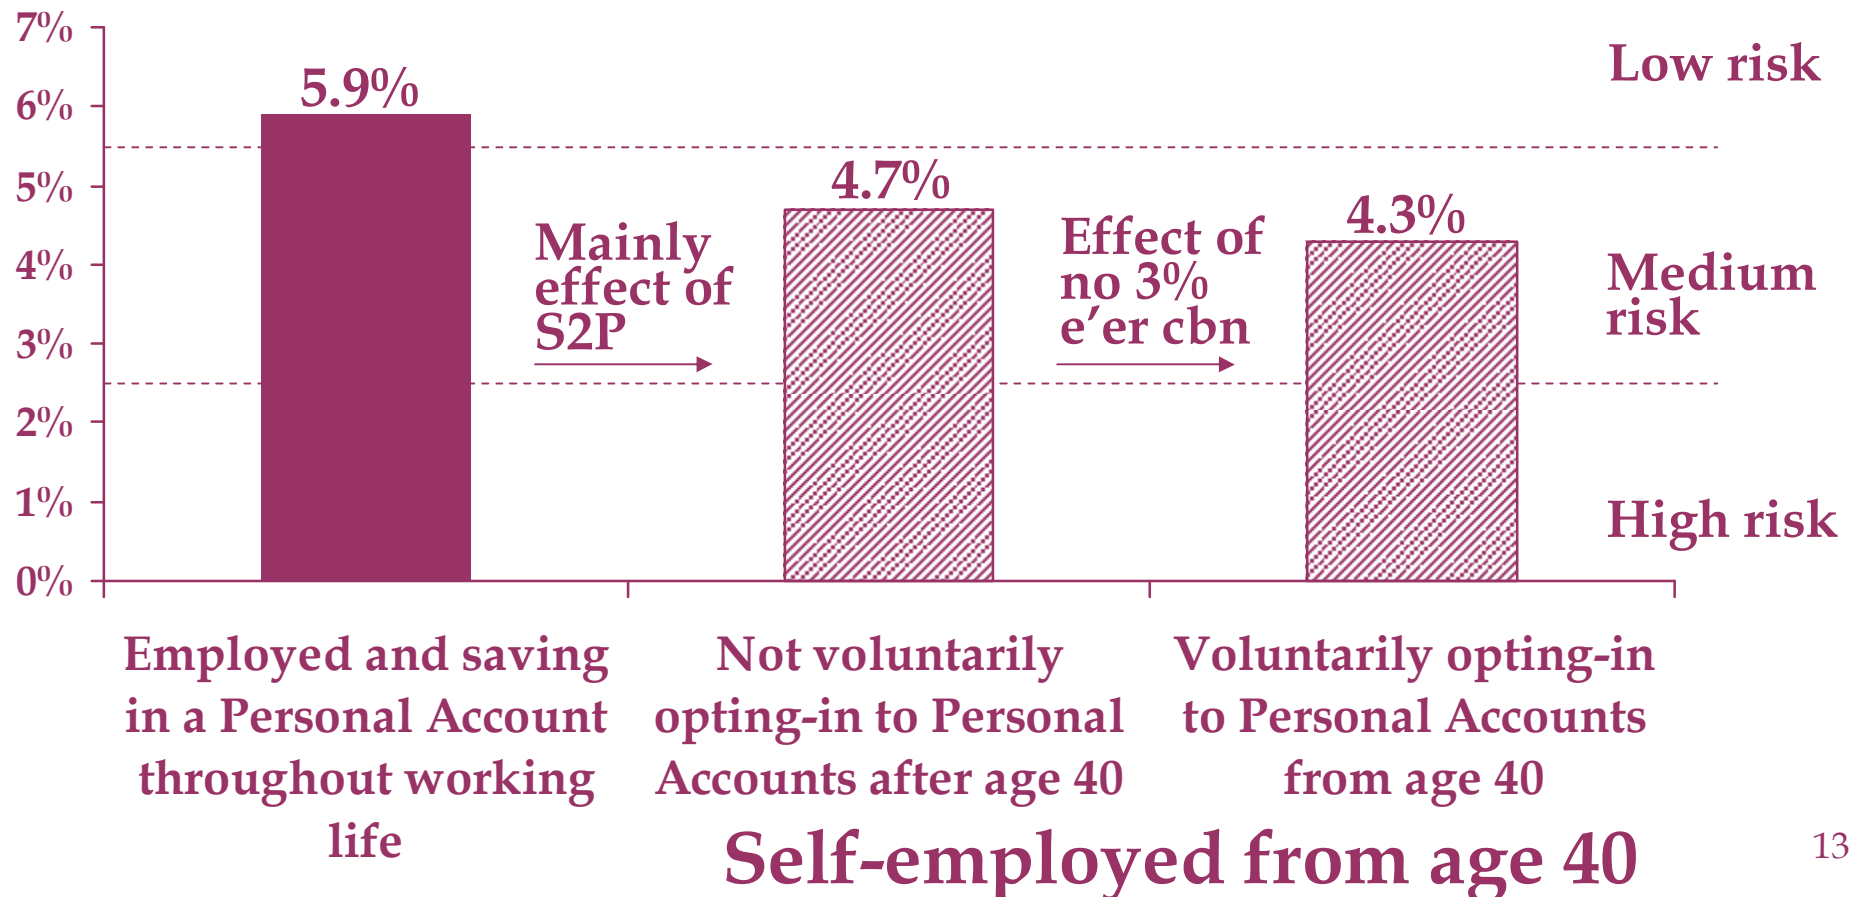 7%
6%
5%
4%
3%
2%
1%
0%
5.9%
4.7%
4.3%
Mainly
effect of
S2P
Effect of
no 3%
e’er cbn
Low risk
Medium
risk
High risk
Employed and saving
in a Personal Account
throughout working
life
Not voluntarily
opting-in to Personal
Accounts after age 40
Voluntarily opting-in
to Personal Accounts
from age 40
Self-employed from age 40
13